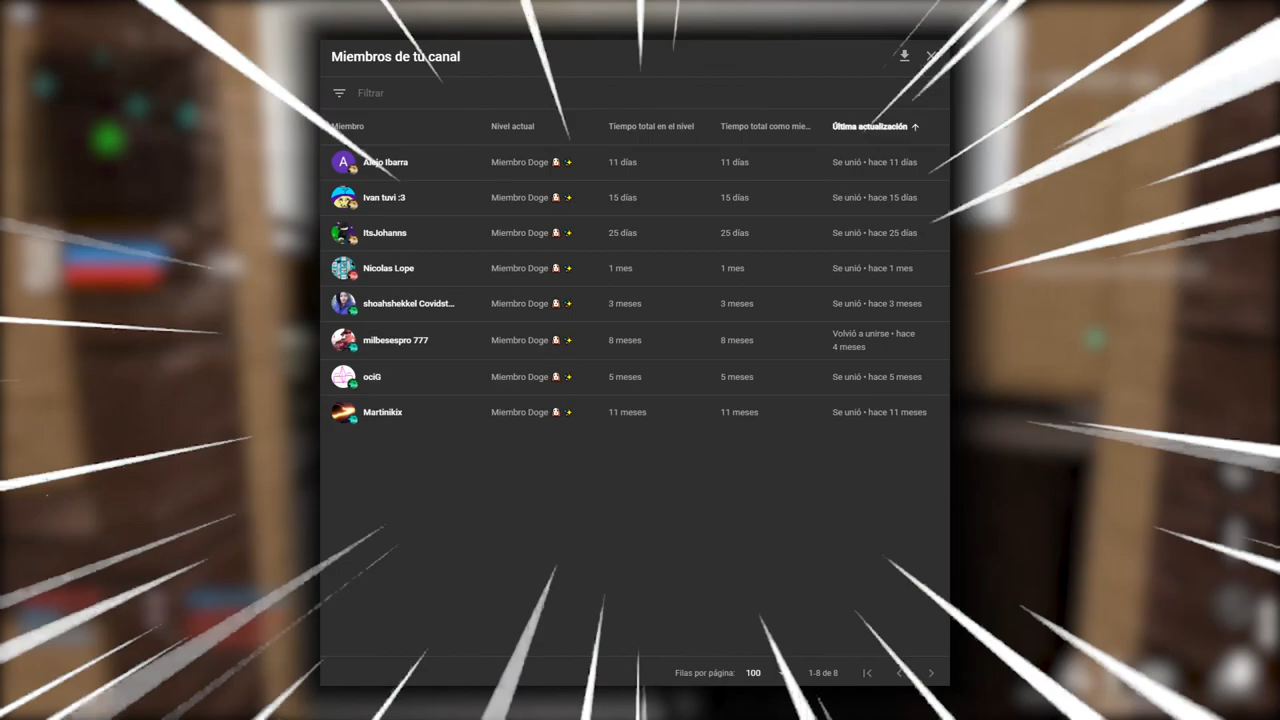 Miembros de tu canal
Filtrar
Miembro Nivel actual Tiempo total en el nivel Tiempo total como mie... Última actualización
A Alejo Ibarra Miembro Doge 11 días 11 días Se unió • hace 11 días
Ivan tuvi :3 Miembro Doge 15 días 15 días Se unió • hace 15 días
ItsJohanns Miembro Doge 25 días 25 días Se unió • hace 25 días
Nicolas Lope Miembro Doge 1 mes 1 mes Se unió • hace 1 mes
shoahshekkel Covidst... Miembro Doge 3 meses 3 meses Se unió • hace 3 meses
milbesespro 777 Miembro Doge 8 meses 8 meses Volvió a unirse • hace
4 meses
ociG Miembro Doge 5 meses 5 meses Se unió • hace 5 meses
Martinikix Miembro Doge 11 meses 11 meses Se unió • hace 11 meses
Filas por página: 100 1-8 de 8